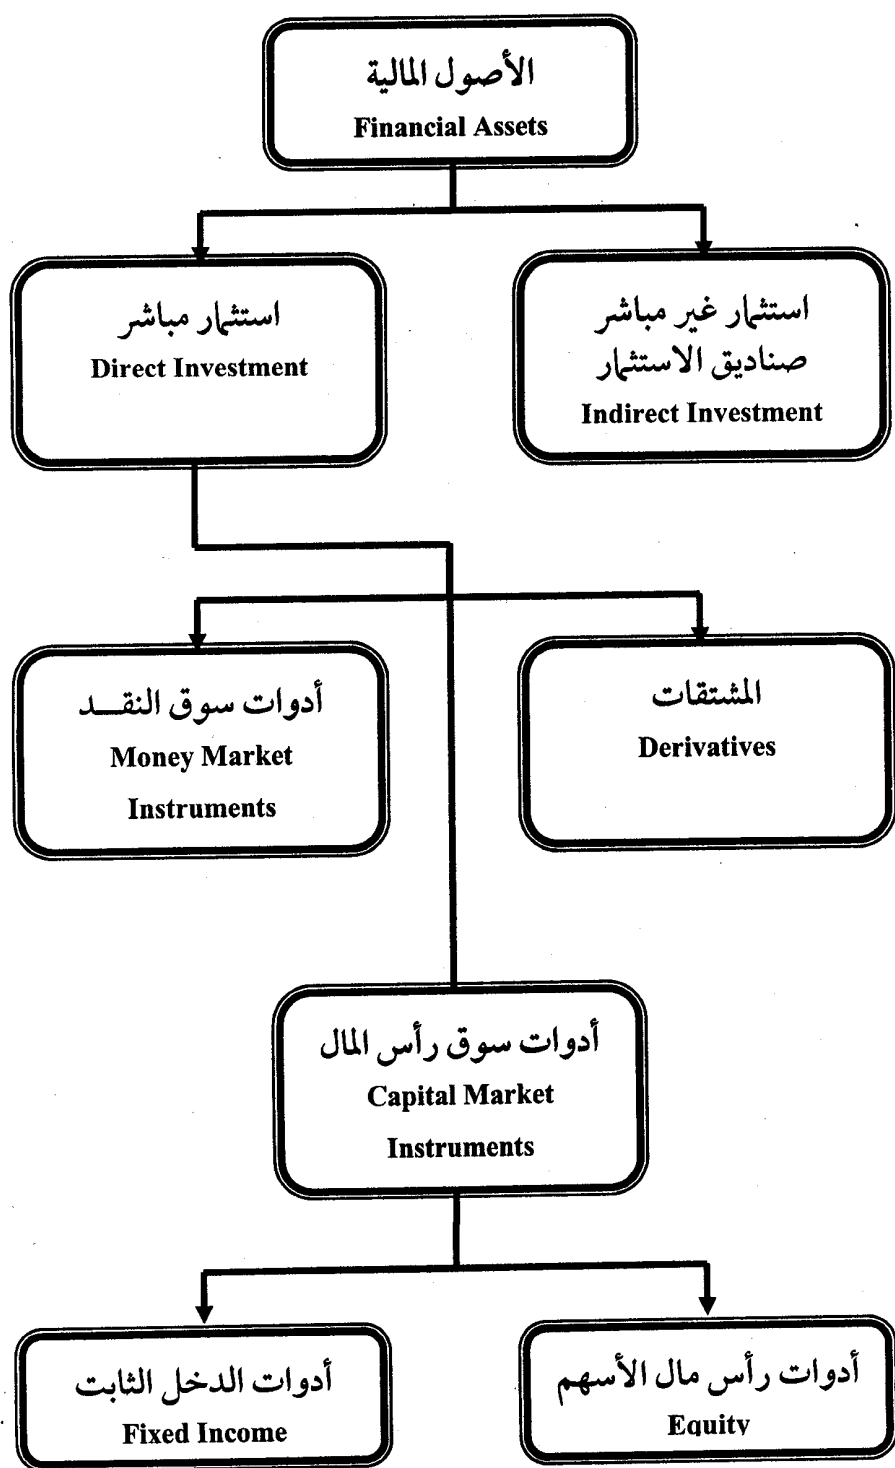 الأصول المالية
Financial Assets
استثمار مباشر
Direct Investment
استثمار غير مباشر
صناديق الاستثمار
Indirect Investment
أدوات سوق النقـــد
Money Market
Instruments
المشتقات
Derivatives
أدوات سوق رأس المال
Capital Market
Instruments
أدوات الدخل الثابت
Fixed Income
أدوات رأس مال الأسهم
Equity